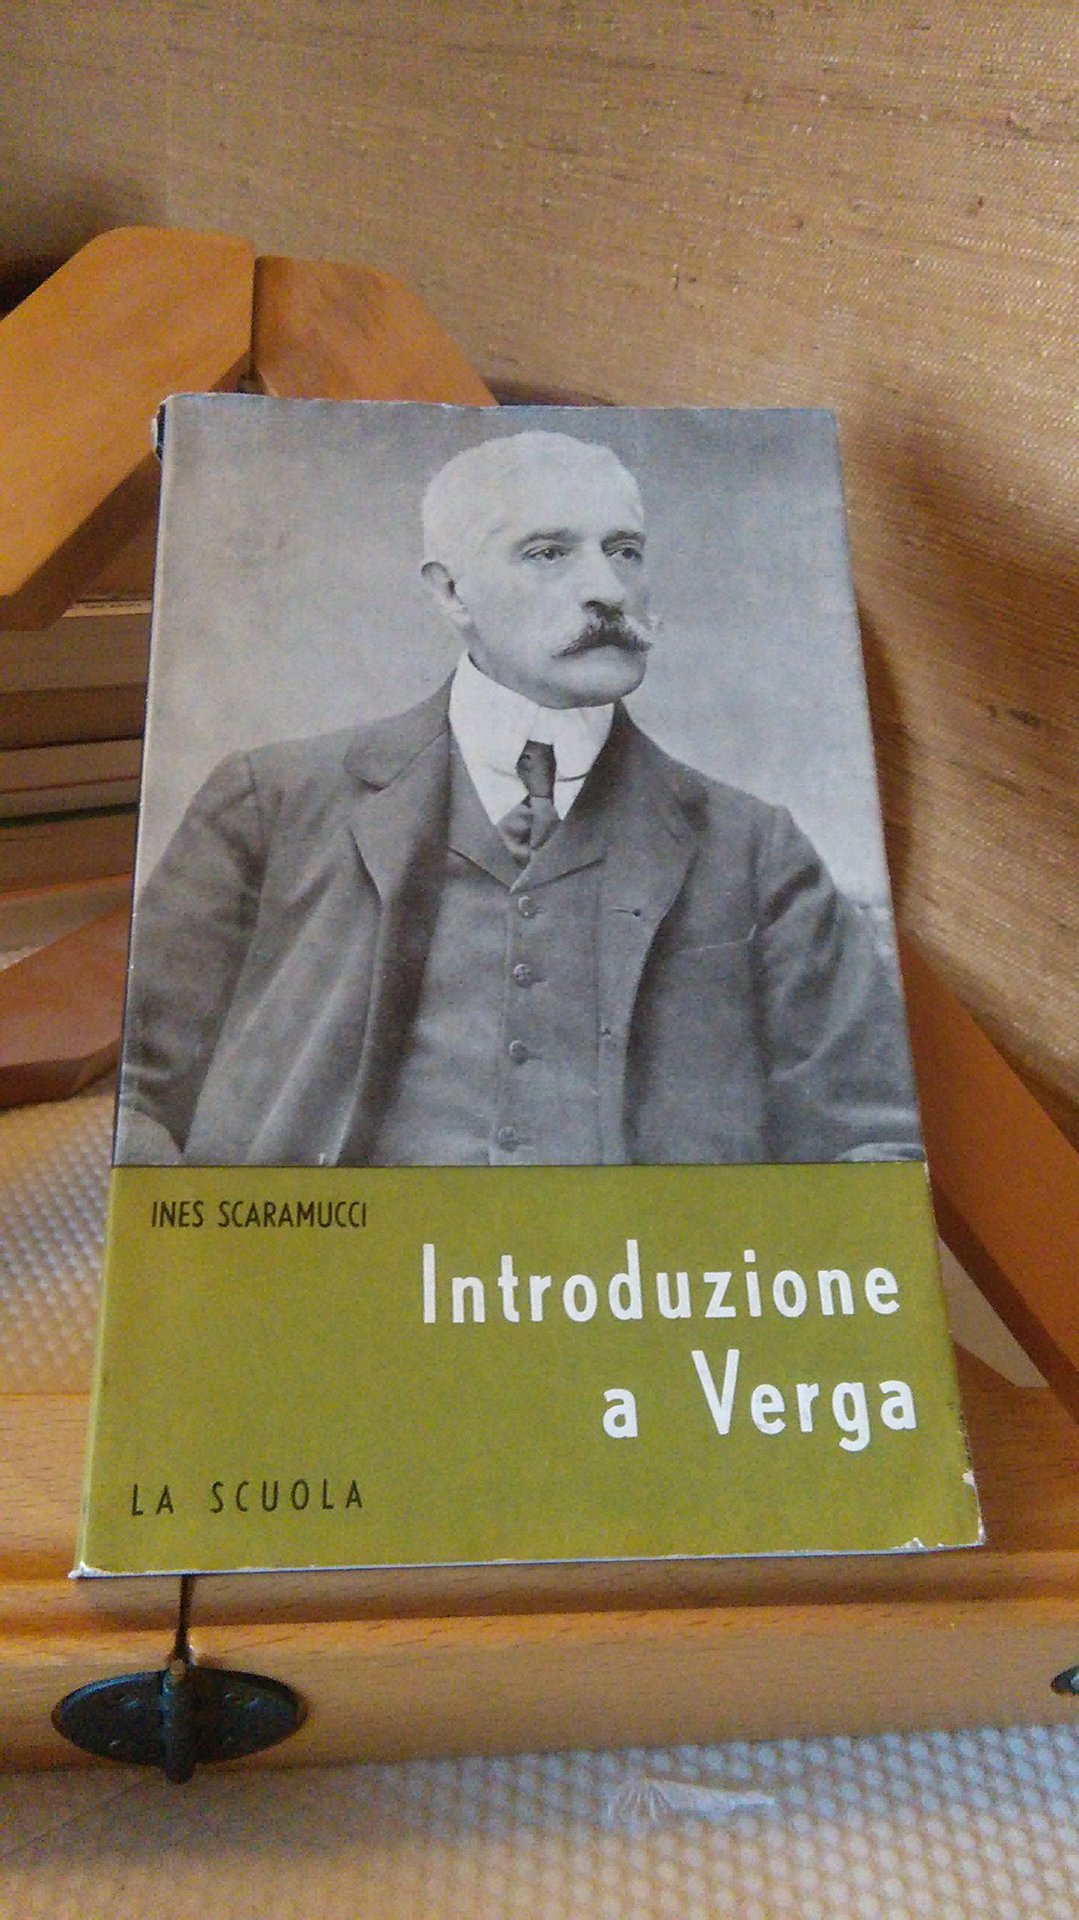 INES SCARAMUCCI
Introduzione
a Verga
LA SCUOLA